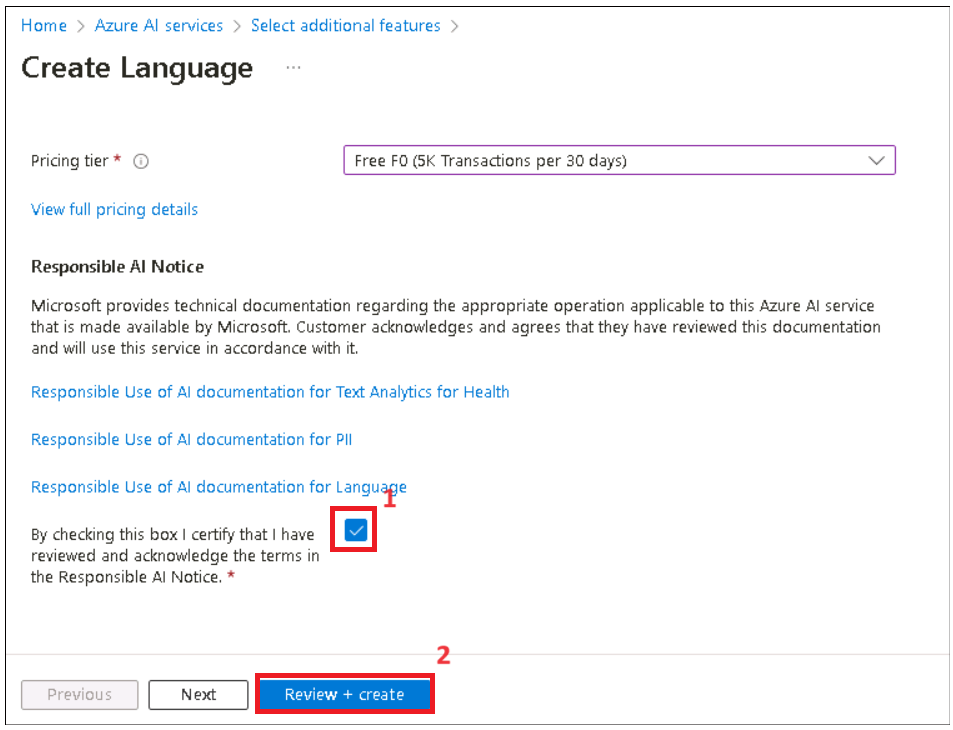 Home > Azure AI services > Select additional features >
Create Language ...
Pricing tier * Free F0 (5K Transactions per 30 days)
View full pricing details
Responsible AI Notice
Microsoft provides technical documentation regarding the appropriate operation applicable to this Azure AI service
that is made available by Microsoft. Customer acknowledges and agrees that they have reviewed this documentation
and will use this service in accordance with it.
Responsible Use of AI documentation for Text Analytics for Health
Responsible Use of AI documentation for PII
Responsible Use of AI documentation for Language
1
By checking this box I certify that I have
reviewed and acknowledge the terms in
the Responsible AI Notice. *
2
Previous Next Review + create